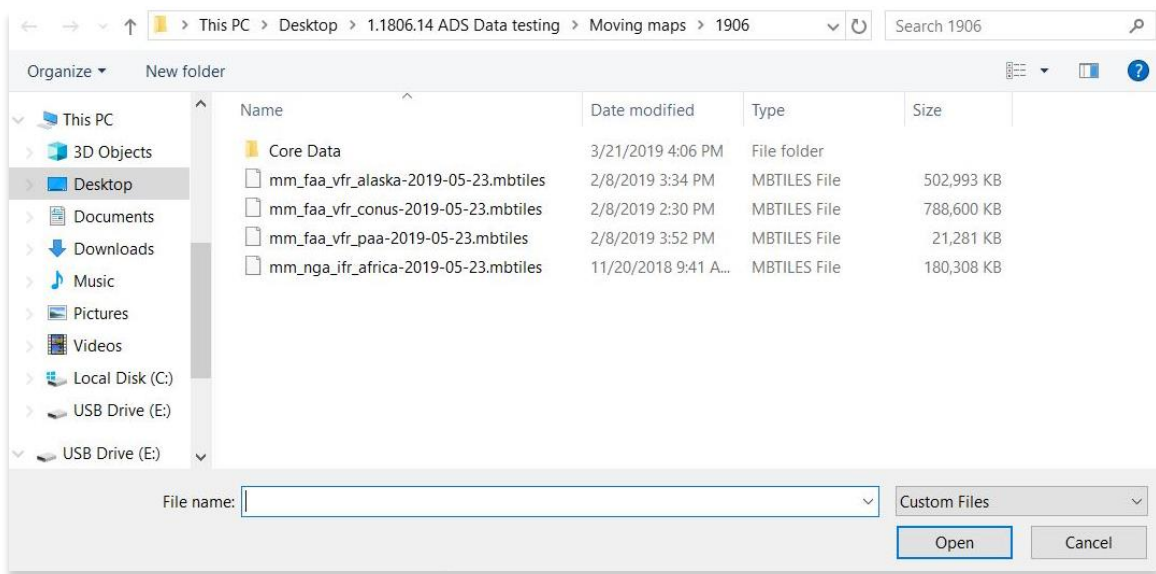 This PC > Desktop > 1.1806.14 ADS Data testing > Moving maps > 1906
Search 1906
Organize
New folder
?
This PC
3D Objects
Desktop
Documents
Downloads
Music
Pictures
Videos
Local Disk (C:)
USB Drive (E:)
USB Drive (E:)
Name Date modified Type Size
Core Data 3/21/2019 4:06 PM File folder
mm_faa_vfr_alaska-2019-05-23.mbtiles 2/8/2019 3:34 PM MBTILES File 502,993 KB
mm_faa_vfr_conus-2019-05-23.mbtiles 2/8/2019 2:30 PM MBTILES File 788,600 KB
mm_faa_vfr_paa-2019-05-23.mbtiles 2/8/2019 3:52 PM MBTILES File 21,281 KB
mm_nga_ifr_africa-2019-05-23.mbtiles 11/20/2018 9:41 A... MBTILES File 180,308 KB
File name:
Custom Files
Open
Cancel